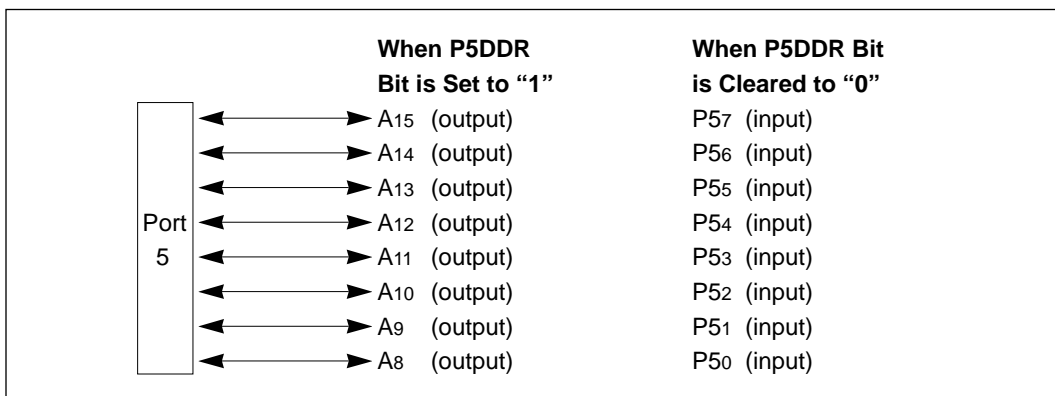 When P5DDR When P5DDR Bit
Bit is Set to “1” is Cleared to “0”
A15 (output) P57 (input)
A14 (output) P56 (input)
A13 (output) P55 (input)
Port A12 (output) P54 (input)
5 A11 (output) P53 (input)
A10 (output) P52 (input)
A9 (output) P51 (input)
A8 (output) P50 (input)